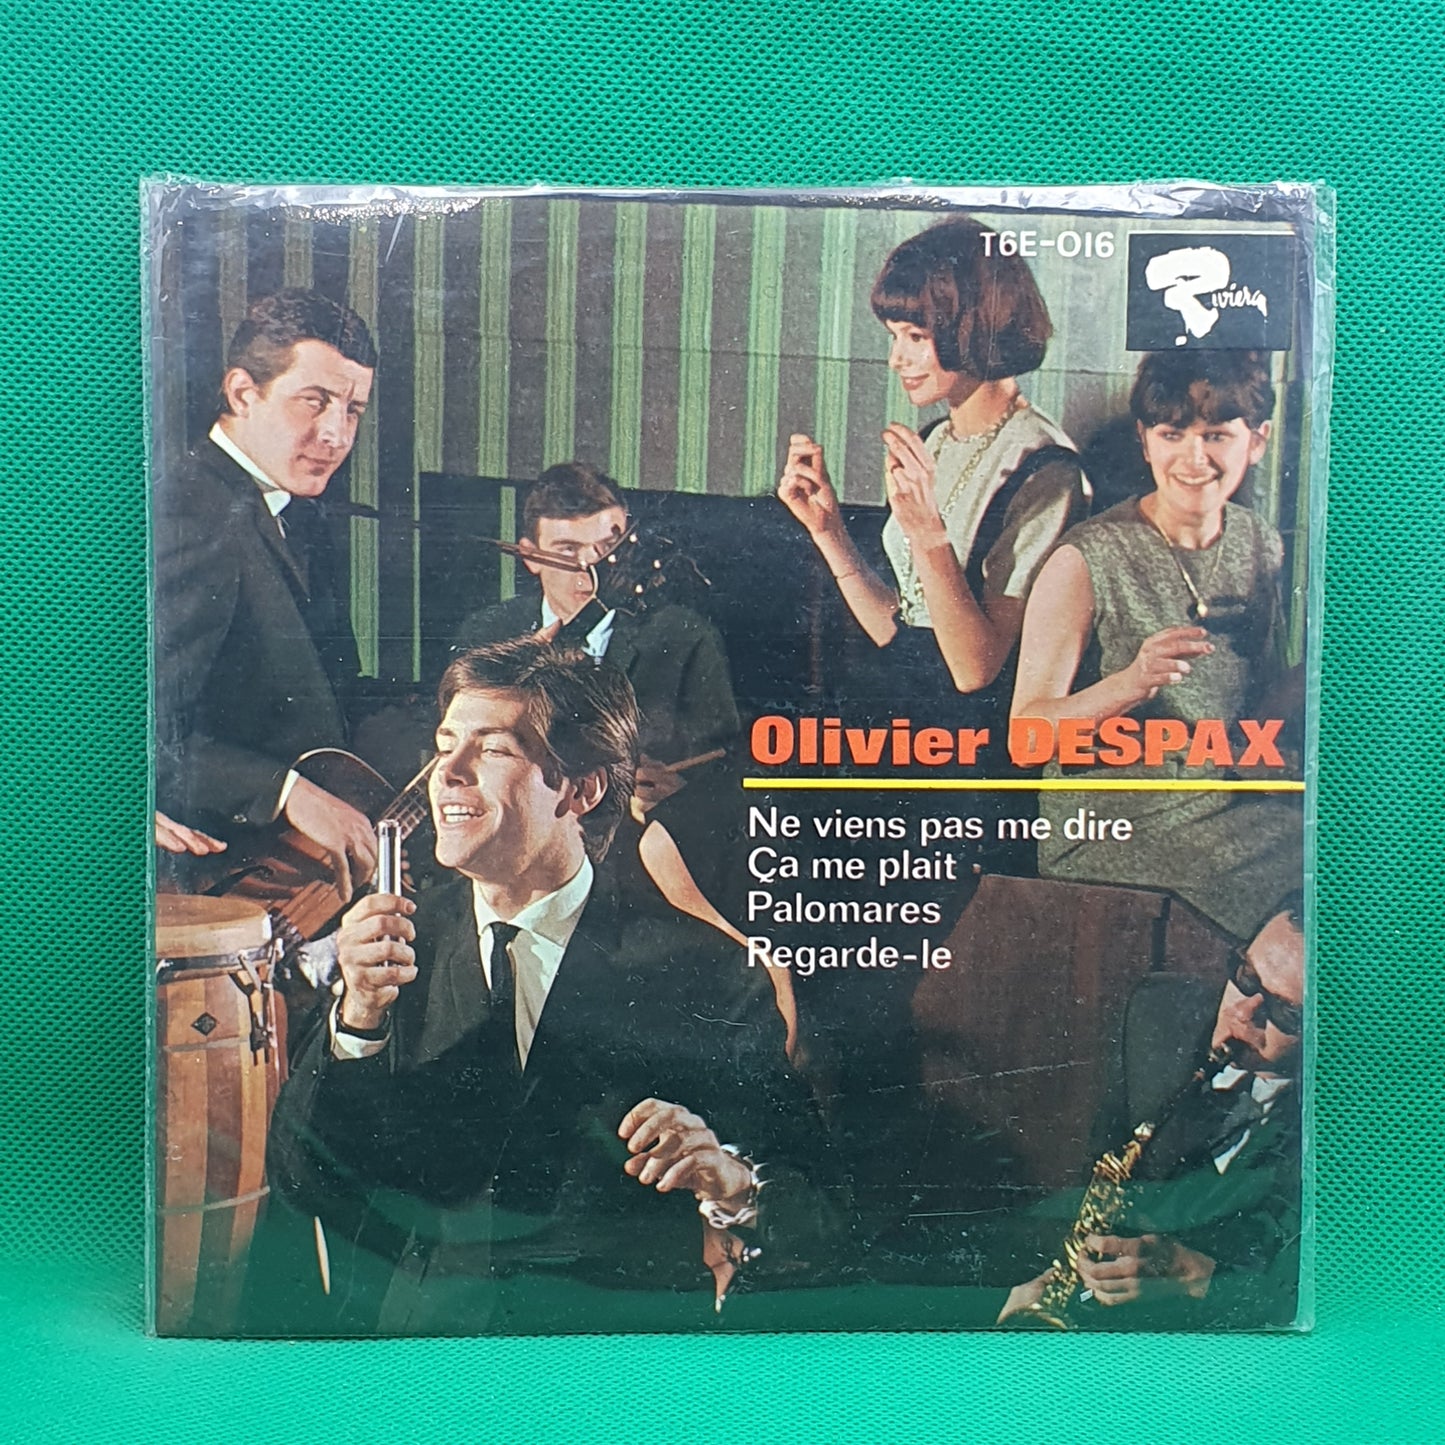 T6E-016
Riviera
Olivier DESPAX
Ne viens pas me dire
Ça me plait
Palomares
Regarde-le